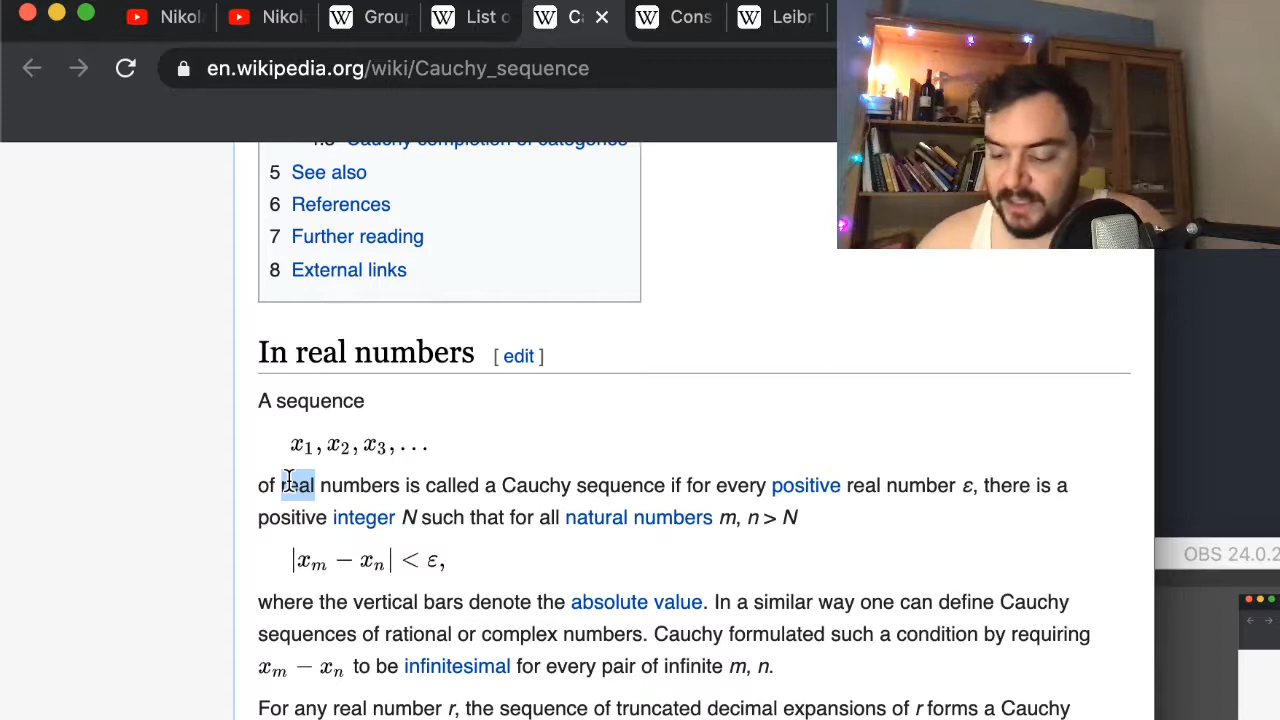 Nikol
Nikol
Group
List o
Ca
Cons
Leibn
en.wikipedia.org/wiki/Cauchy_sequence
4.3 Cauchy completion of categories
5 See also
6 References
7 Further reading
8 External links
In real numbers [ edit ]
A sequence
x₁, x₂, x₃, ...
of real numbers is called a Cauchy sequence if for every positive real number ε, there is a
positive integer N such that for all natural numbers m, n > N
|xₘ − xₙ| < ε,
where the vertical bars denote the absolute value. In a similar way one can define Cauchy
sequences of rational or complex numbers. Cauchy formulated such a condition by requiring
xₘ − xₙ to be infinitesimal for every pair of infinite m, n.
For any real number r, the sequence of truncated decimal expansions of r forms a Cauchy
OBS 24.0.2